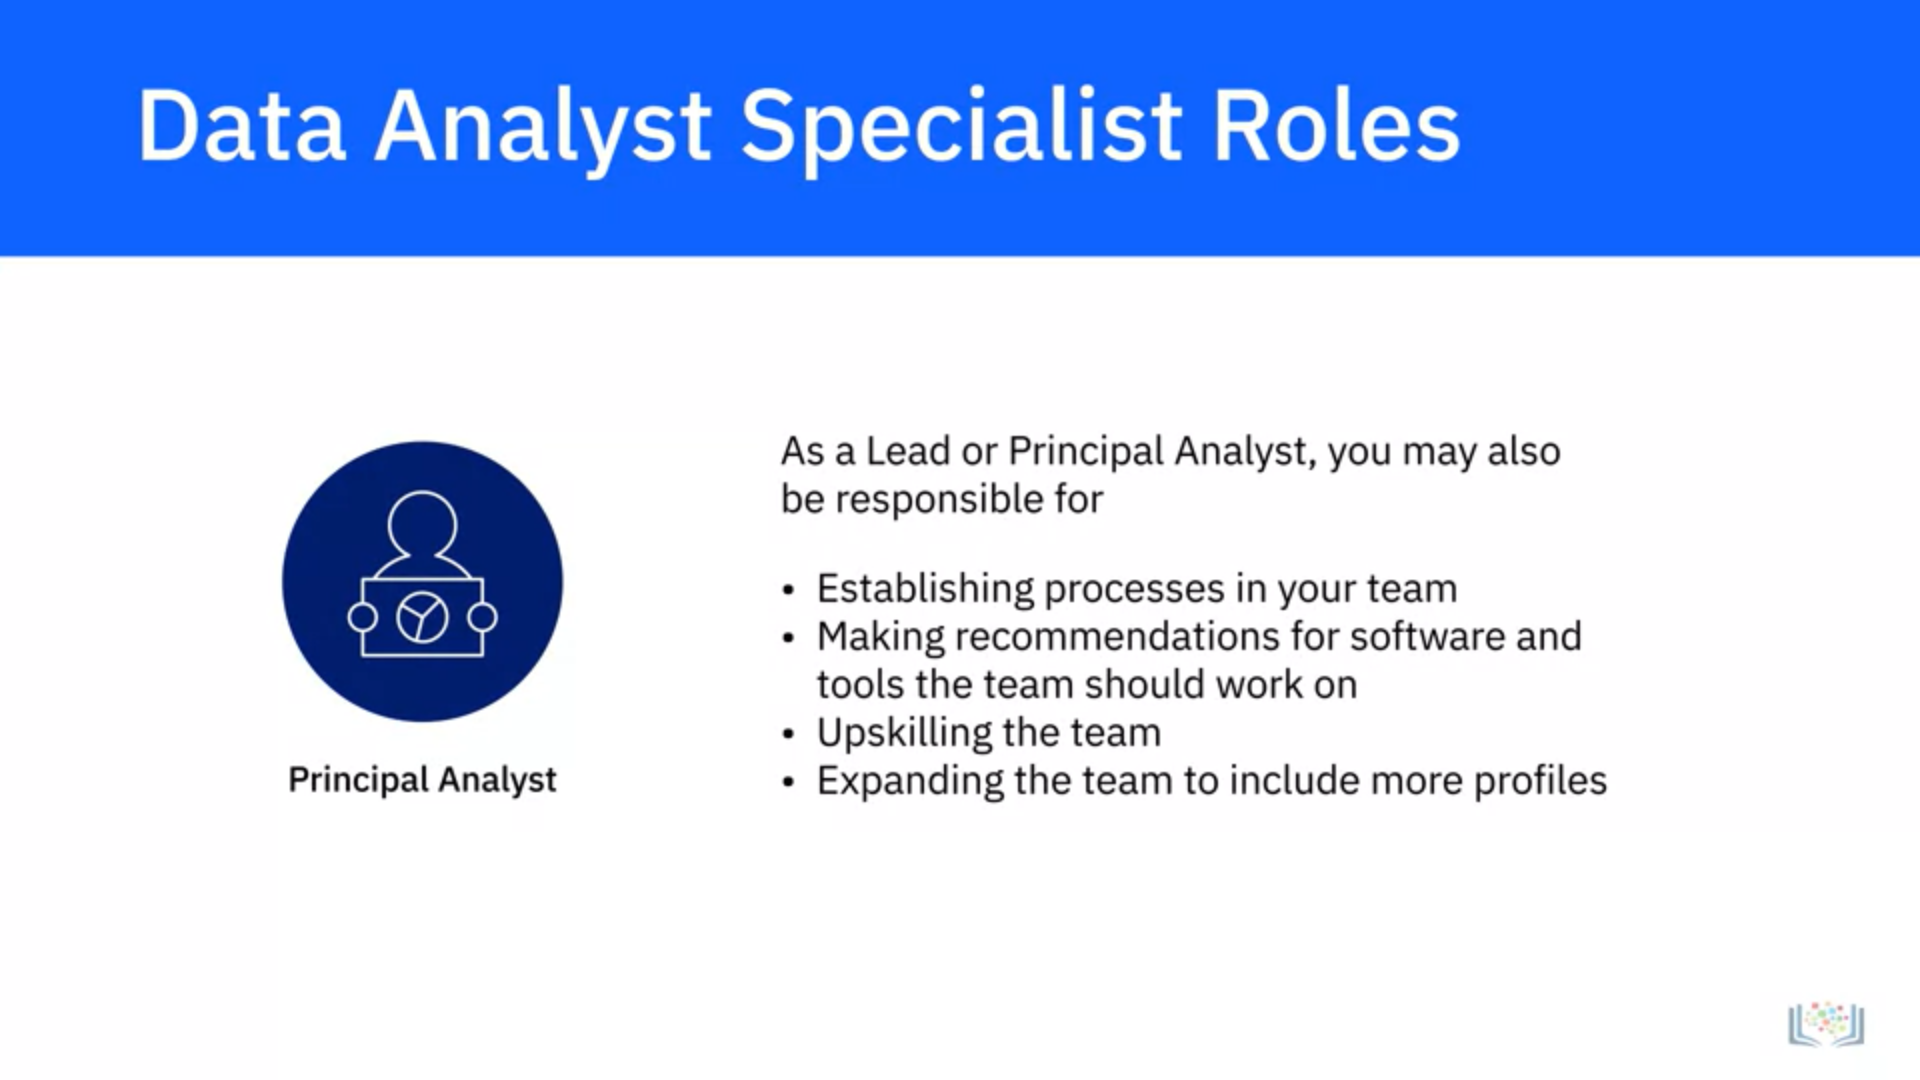 Data Analyst Specialist Roles
As a Lead or Principal Analyst, you may also
be responsible for
• Establishing processes in your team
• Making recommendations for software and
tools the team should work on
• Upskilling the team
• Expanding the team to include more profiles
Principal Analyst